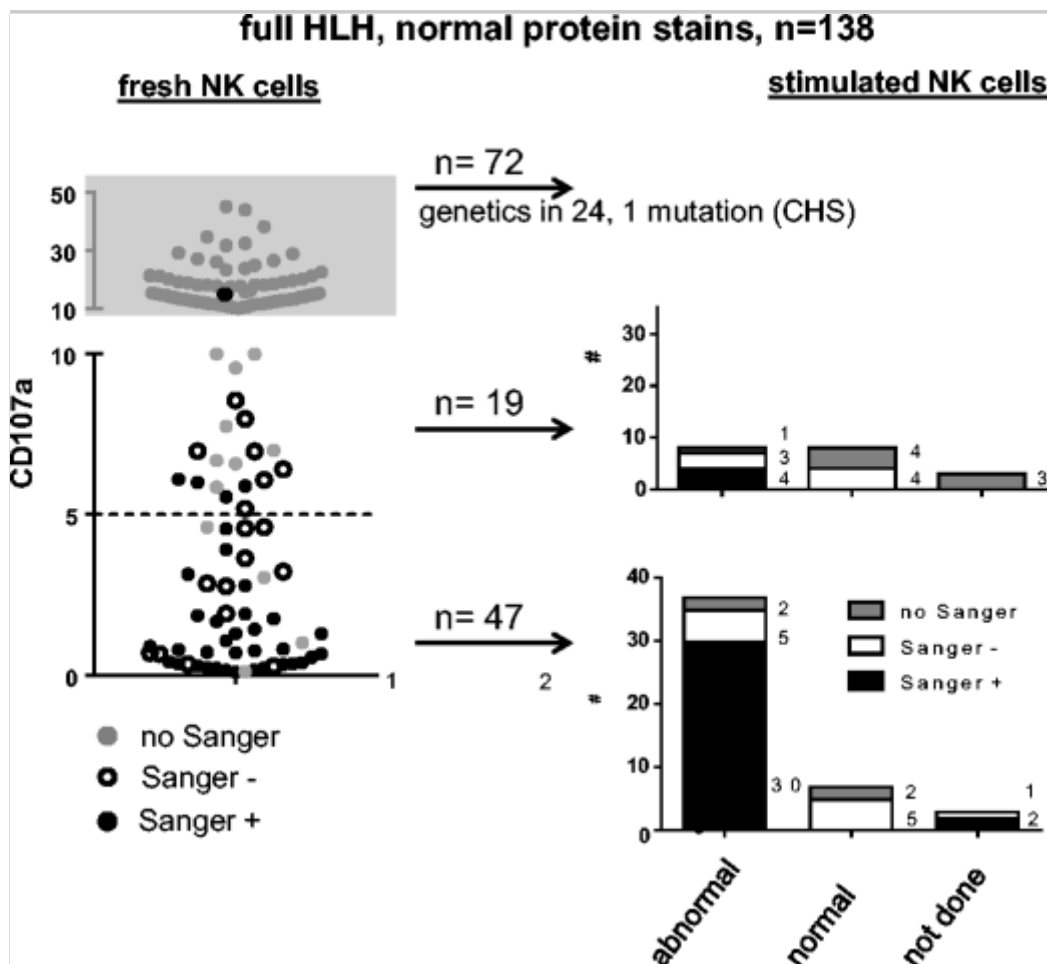 full HLH, normal protein stains, n=138
fresh NK cells
stimulated NK cells
n= 72
genetics in 24, 1 mutation (CHS)
50
30
10
CD107a
10
5
0
n= 19
#
30
20
10
0
1
3
4
4
4
3
n= 47
1
2
#
40
30
20
10
0
2
5
3 0
2
5
1
2
no Sanger
Sanger -
Sanger +
no Sanger
Sanger -
Sanger +
abnormal
normal
not done